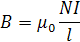 B = μ₀ NI/l